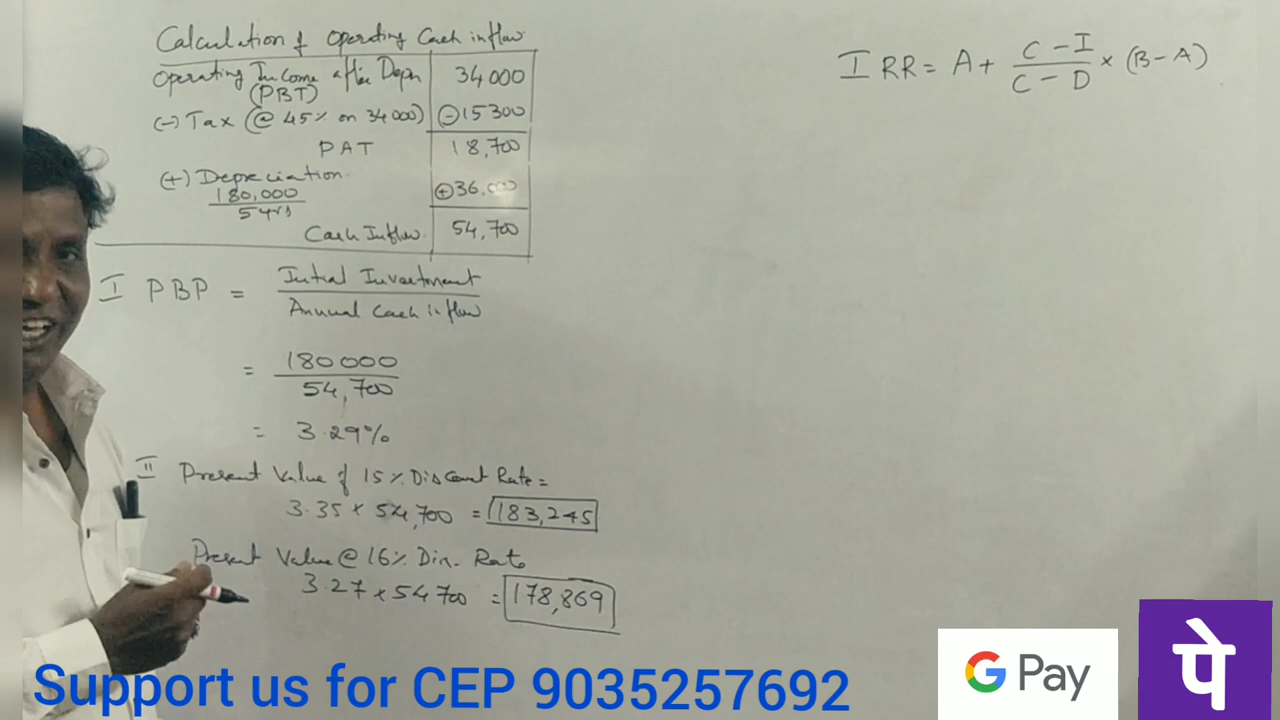 Calculation of Operating Cash inflow
Operating Income after Depn 34000
(PBT)
(-) Tax (@ 45% on 34000) (-) 15300
PAT 18,700
(+) Depreciation
180,000
5 yrs
(+) 36,000
Cash Inflow 54,700
I PBP = Initial Investment
Annual Cash inflow
= 180000
54,700
= 3.29%
II Present Value of 15% Discount Rate =
3.35 × 54,700 = 183,245
Present Value @ 16% Dis. Rate
3.27 × 54700 = 178,869
IRR = A + C - I
C - D
× (B - A)
Support us for CEP 9035257692
G Pay
पे